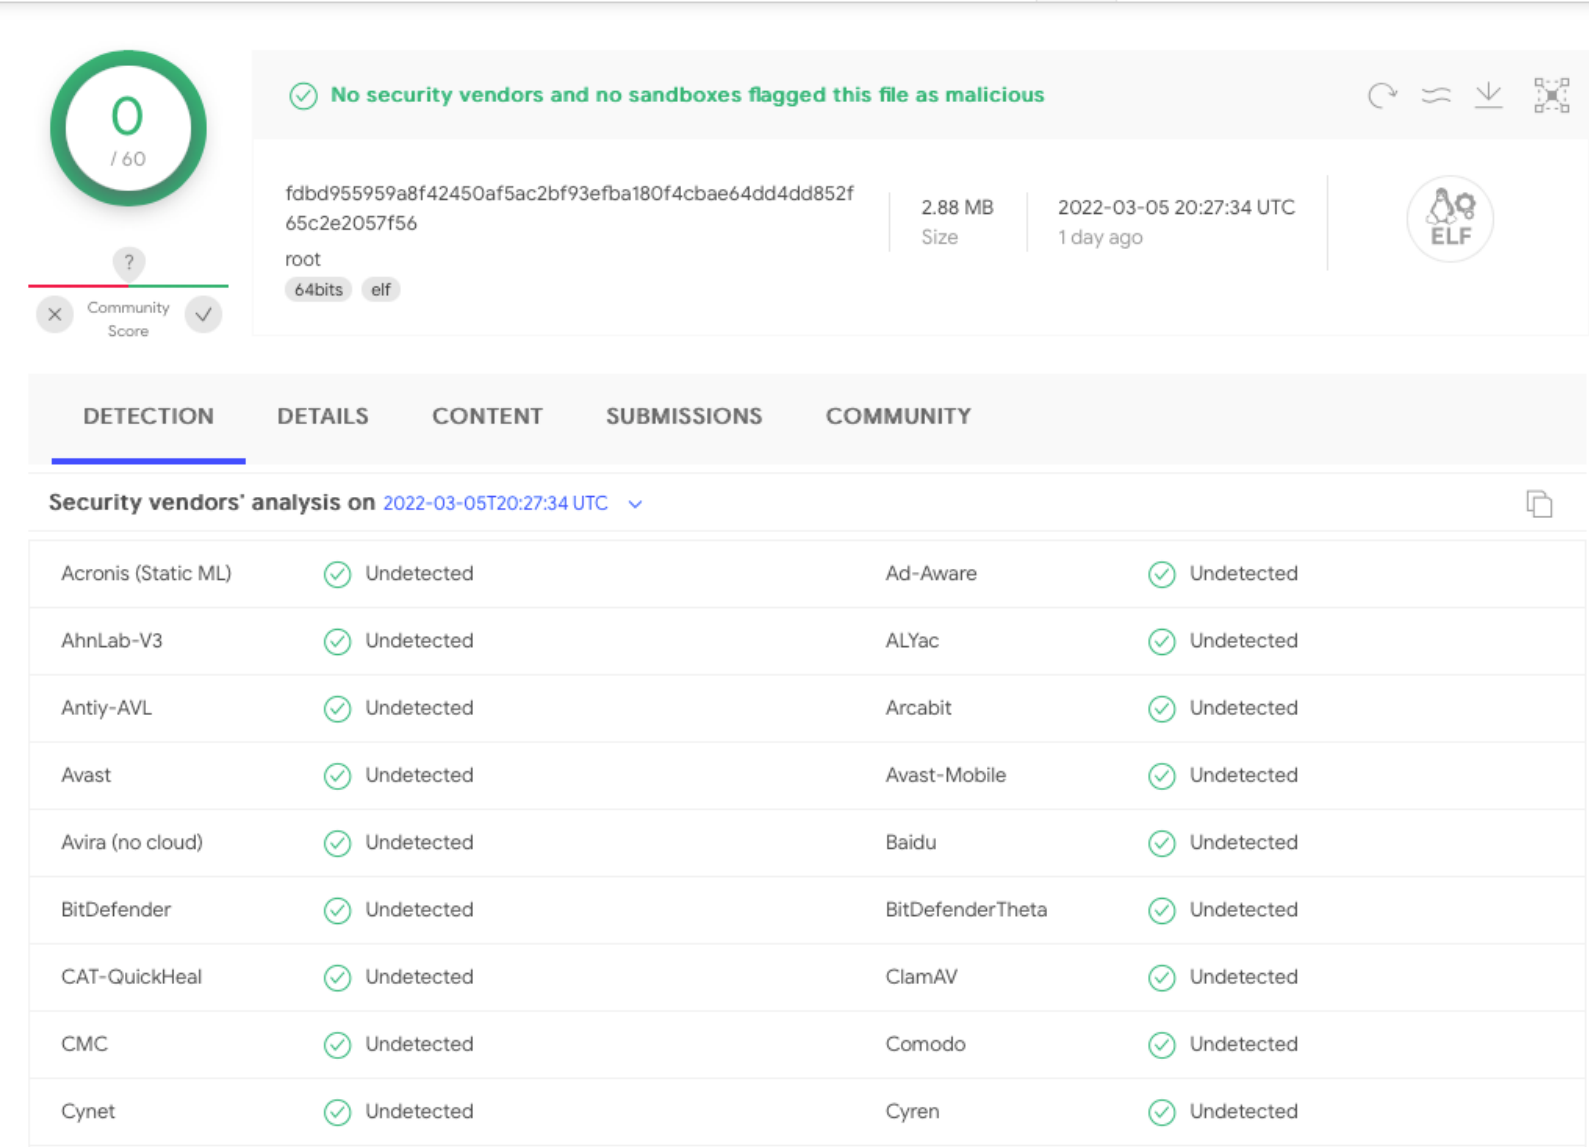 0
/ 60
?
Community
Score
No security vendors and no sandboxes flagged this file as malicious
fdbd955959a8f42450af5ac2bf93efba180f4cbae64dd4dd852f
65c2e2057f56
root
64bits elf
2.88 MB
Size
2022-03-05 20:27:34 UTC
1 day ago
ELF
DETECTION DETAILS CONTENT SUBMISSIONS COMMUNITY
Security vendors' analysis on 2022-03-05T20:27:34 UTC
Acronis (Static ML) Undetected Ad-Aware Undetected
AhnLab-V3 Undetected ALYac Undetected
Antiy-AVL Undetected Arcabit Undetected
Avast Undetected Avast-Mobile Undetected
Avira (no cloud) Undetected Baidu Undetected
BitDefender Undetected BitDefenderTheta Undetected
CAT-QuickHeal Undetected ClamAV Undetected
CMC Undetected Comodo Undetected
Cynet Undetected Cyren Undetected